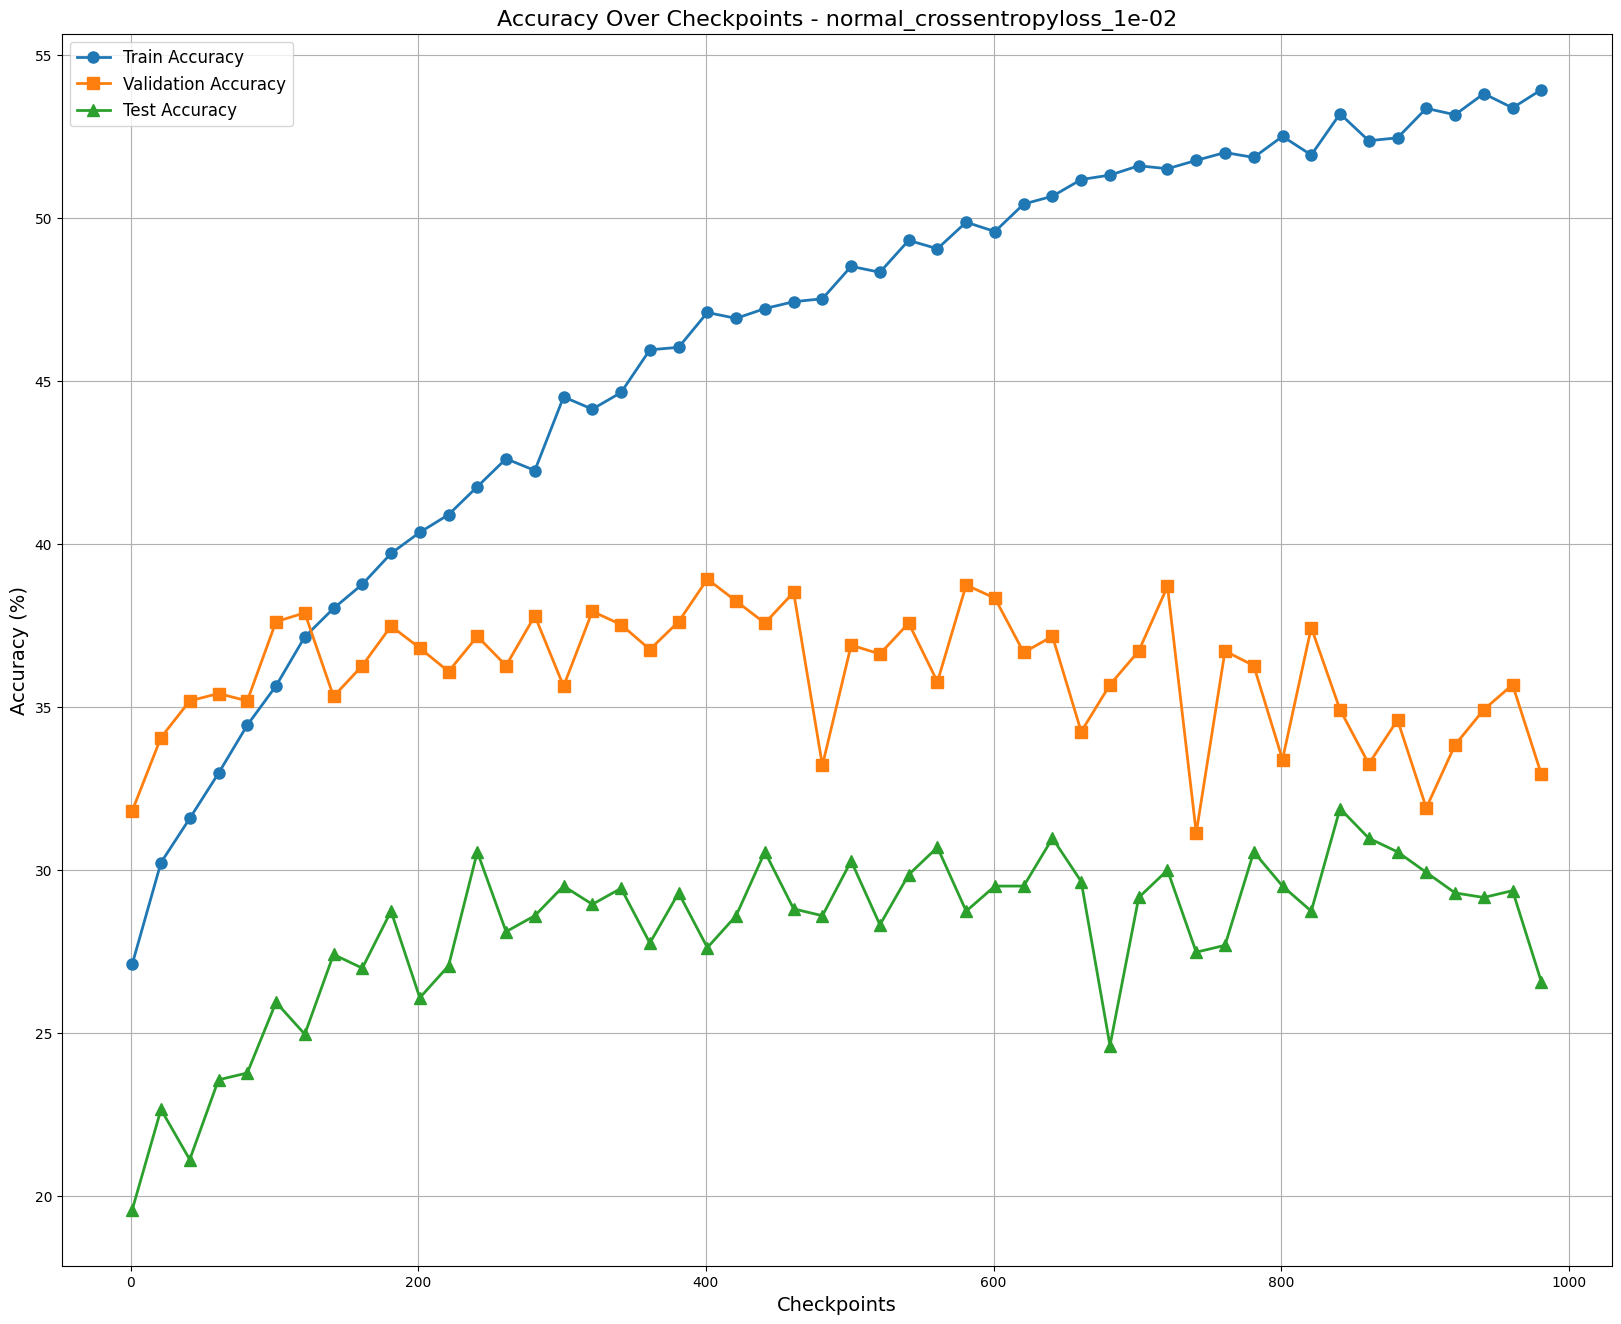 Accuracy Over Checkpoints - normal_crossentropyloss_1e-02
Train Accuracy
Validation Accuracy
Test Accuracy
55
50
45
40
35
30
25
20
Accuracy (%)
0 200 400 600 800 1000
Checkpoints